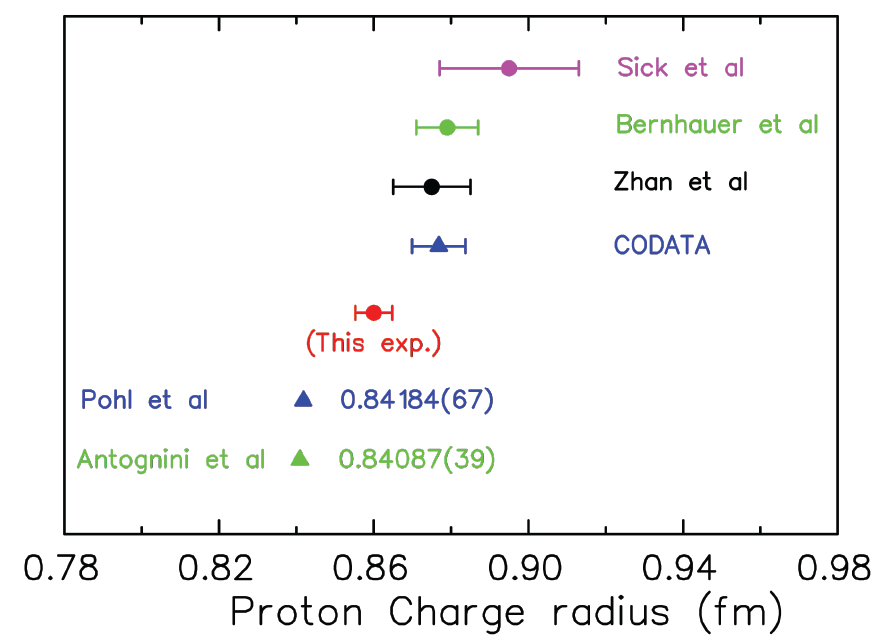 Sick et al
Bernhauer et al
Zhan et al
CODATA
(This exp.)
Pohl et al 0.84184(67)
Antognini et al 0.84087(39)
0.78 0.82 0.86 0.90 0.94 0.98
Proton Charge radius (fm)